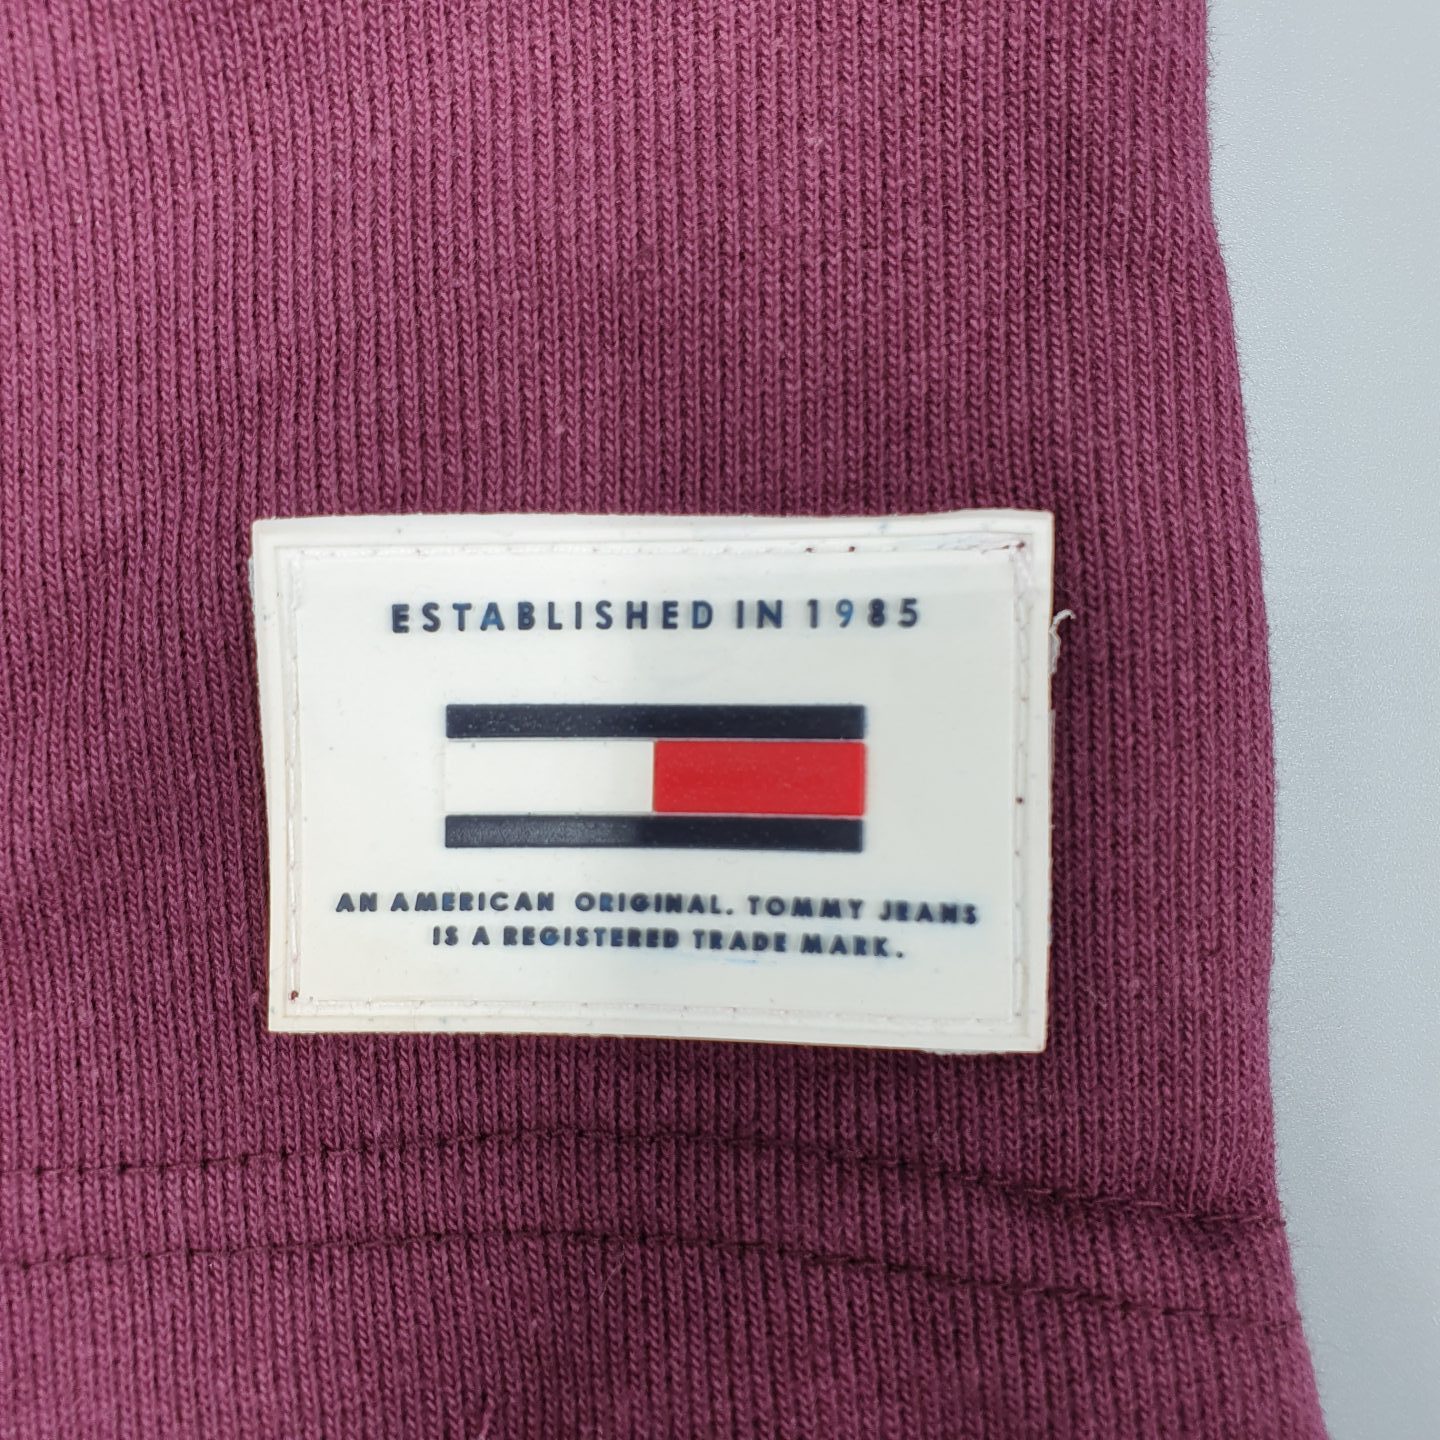 ESTABLISHED IN 1985
AN AMERICAN ORIGINAL. TOMMY JEANS
IS A REGISTERED TRADE MARK.